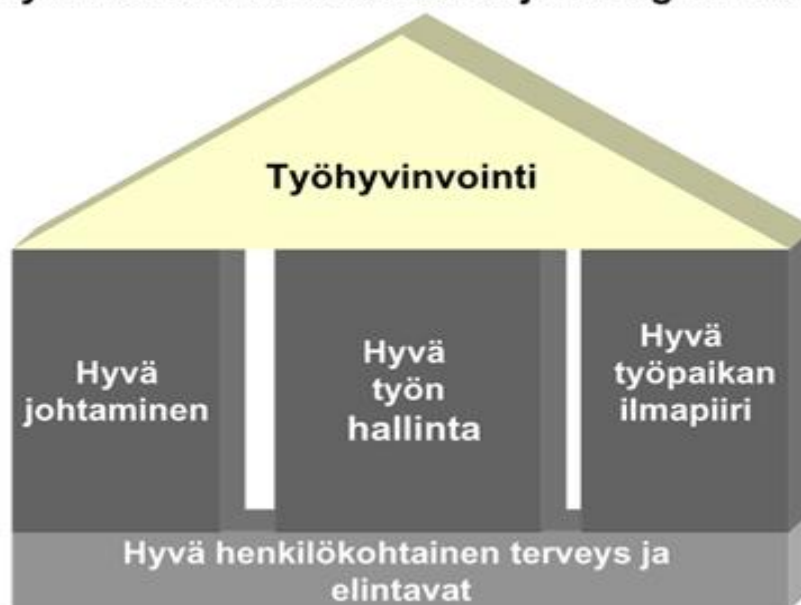 Työhyvinvointi
Hyvä
johtaminen
Hyvä
työn
hallinta
Hyvä
työpaikan
ilmapiiri
Hyvä henkilökohtainen terveys ja
elintavat